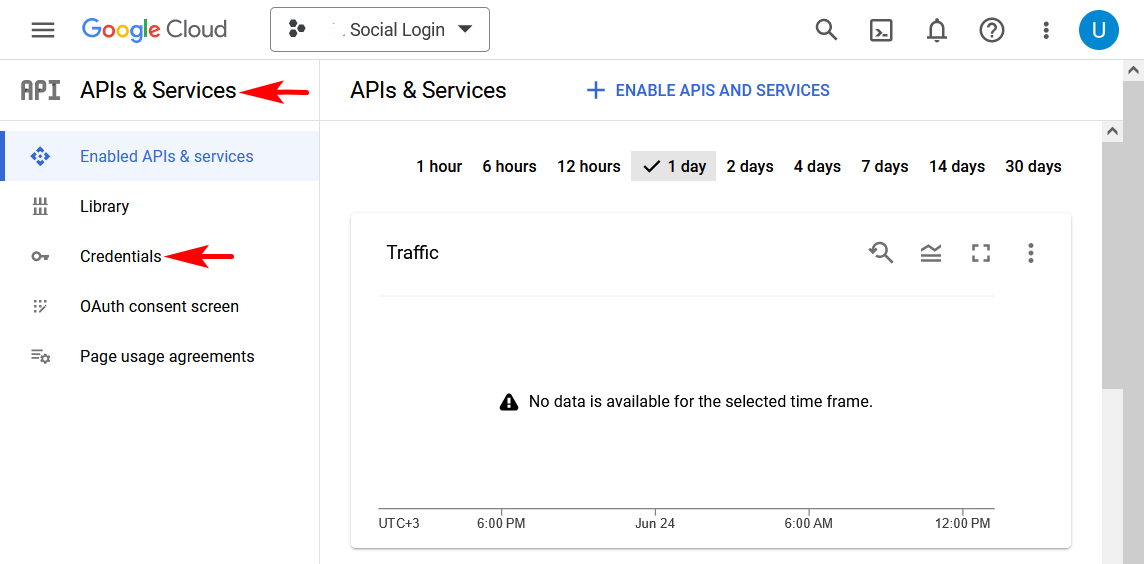 Google Cloud
. Social Login
U
API APIs & Services
APIs & Services
ENABLE APIS AND SERVICES
Enabled APIs & services
Library
Credentials
OAuth consent screen
Page usage agreements
1 hour 6 hours 12 hours 1 day 2 days 4 days 7 days 14 days 30 days
Traffic
No data is available for the selected time frame.
UTC+3 6:00 PM Jun 24 6:00 AM 12:00 PM